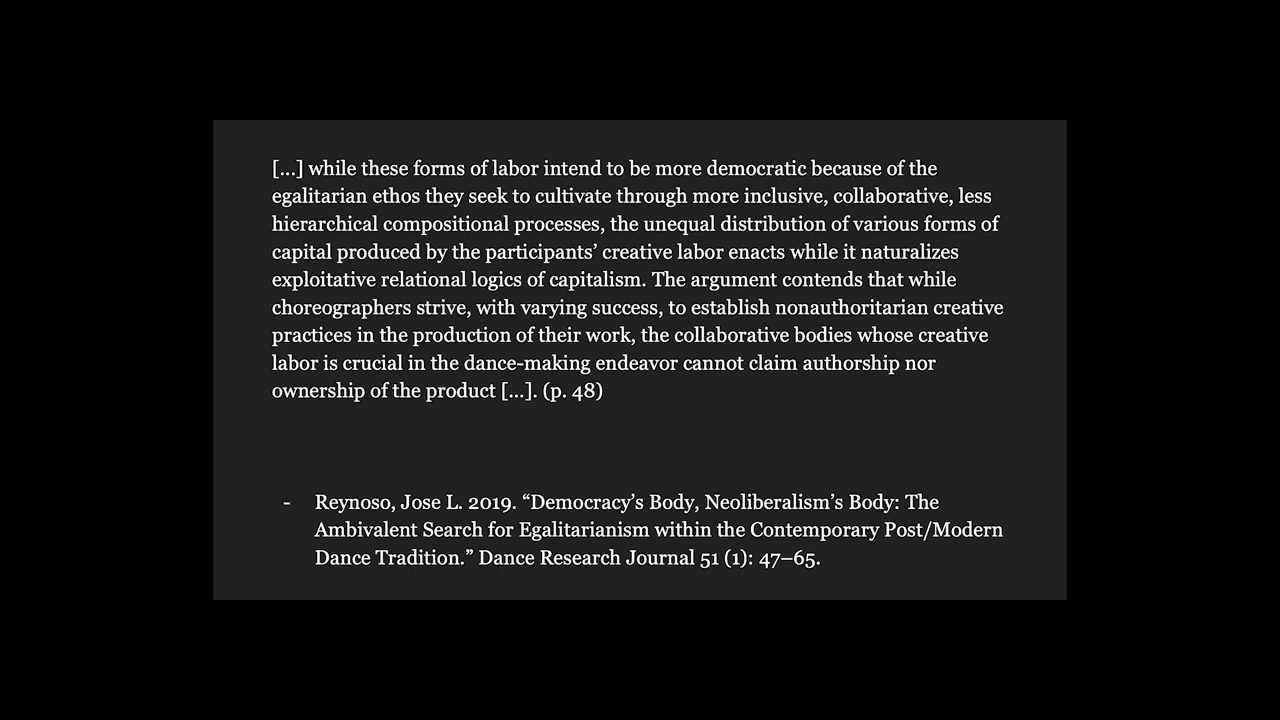 [...] while these forms of labor intend to be more democratic because of the
egalitarian ethos they seek to cultivate through more inclusive, collaborative, less
hierarchical compositional processes, the unequal distribution of various forms of
capital produced by the participants’ creative labor enacts while it naturalizes
exploitative relational logics of capitalism. The argument contends that while
choreographers strive, with varying success, to establish nonauthoritarian creative
practices in the production of their work, the collaborative bodies whose creative
labor is crucial in the dance-making endeavor cannot claim authorship nor
ownership of the product [...]. (p. 48)
- Reynoso, Jose L. 2019. “Democracy’s Body, Neoliberalism’s Body: The
Ambivalent Search for Egalitarianism within the Contemporary Post/Modern
Dance Tradition.” Dance Research Journal 51 (1): 47–65.